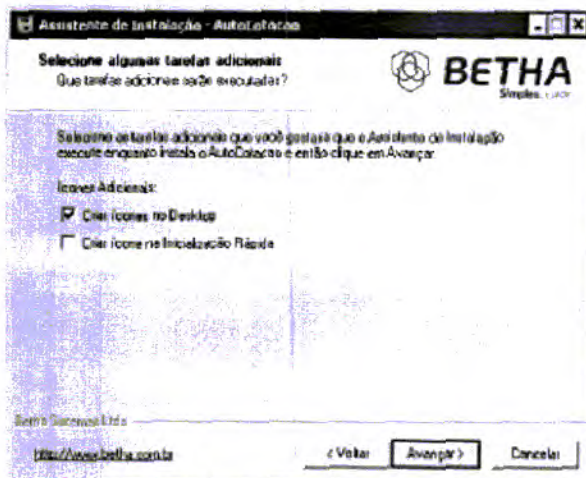 Assistente de Instalação - AutoCotacao
Selecione algumas tarefas adicionais
Que tarefas adicionais serão executadas?
BETHA
Simples.
Selecione as tarefas adicionais que você gostaria que o Assistente de Instalação
execute enquanto instala o AutoCotacao e então clique em Avançar.
Ícones Adicionais:
Criar Ícones no Desktop
Criar Ícone na Inicialização Rápida
Betha Sistemas Ltda
http://www.betha.com.br
< Voltar
Avançar >
Cancelar